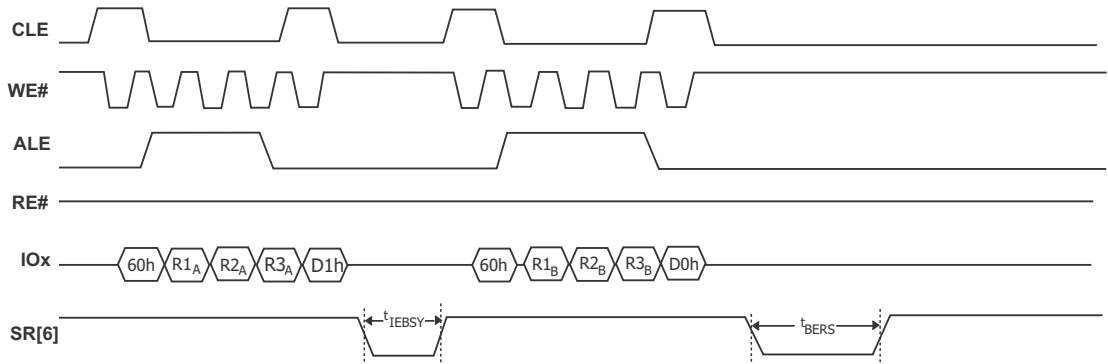 CLE
WE#
ALE
RE#
IOx 60h R1A R2A R3A D1h 60h R1B R2B R3B D0h
SR[6] tIEBSY tBERS